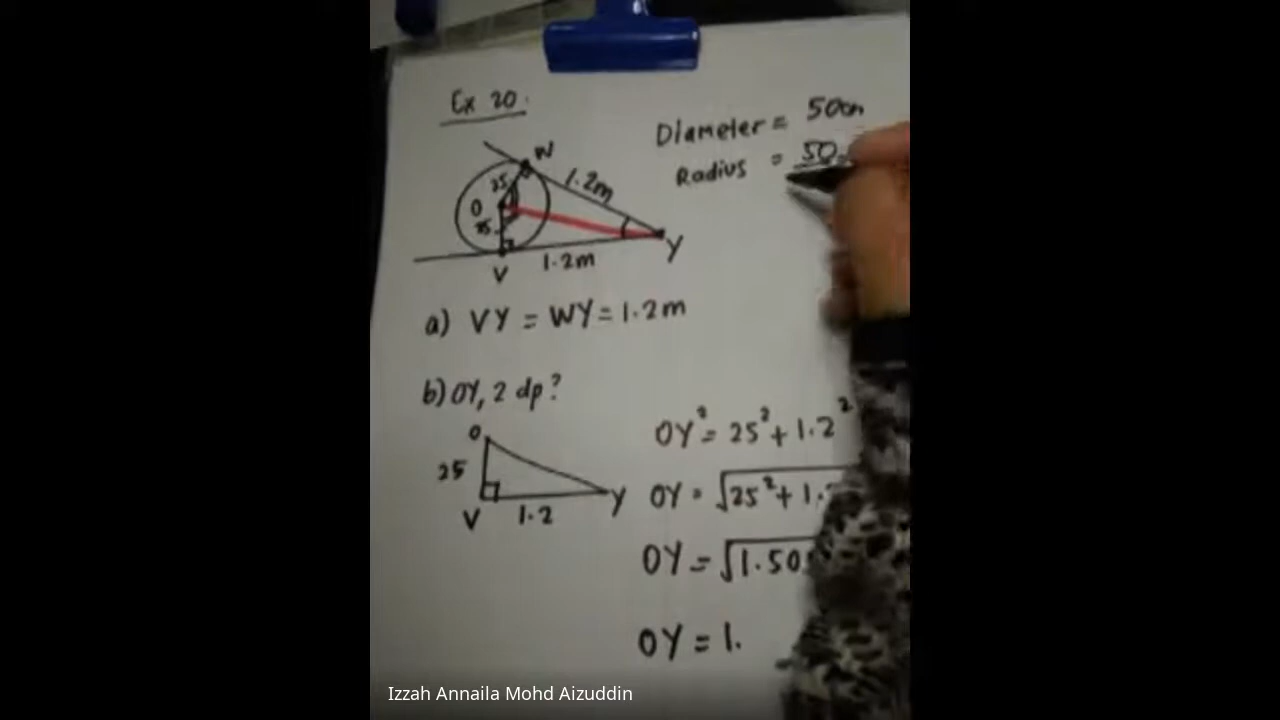 Ex 20.
Diameter = 50cm
Radius = 50
W
25
1.2m
O
25
Y
V
1.2m
a) VY = WY = 1.2m
b) OY, 2 dp?
O
25
V
1.2
Y
OY² = 25² + 1.2²
OY = √25² + 1.
OY = √1.50
OY = 1.
Izzah Annaila Mohd Aizuddin